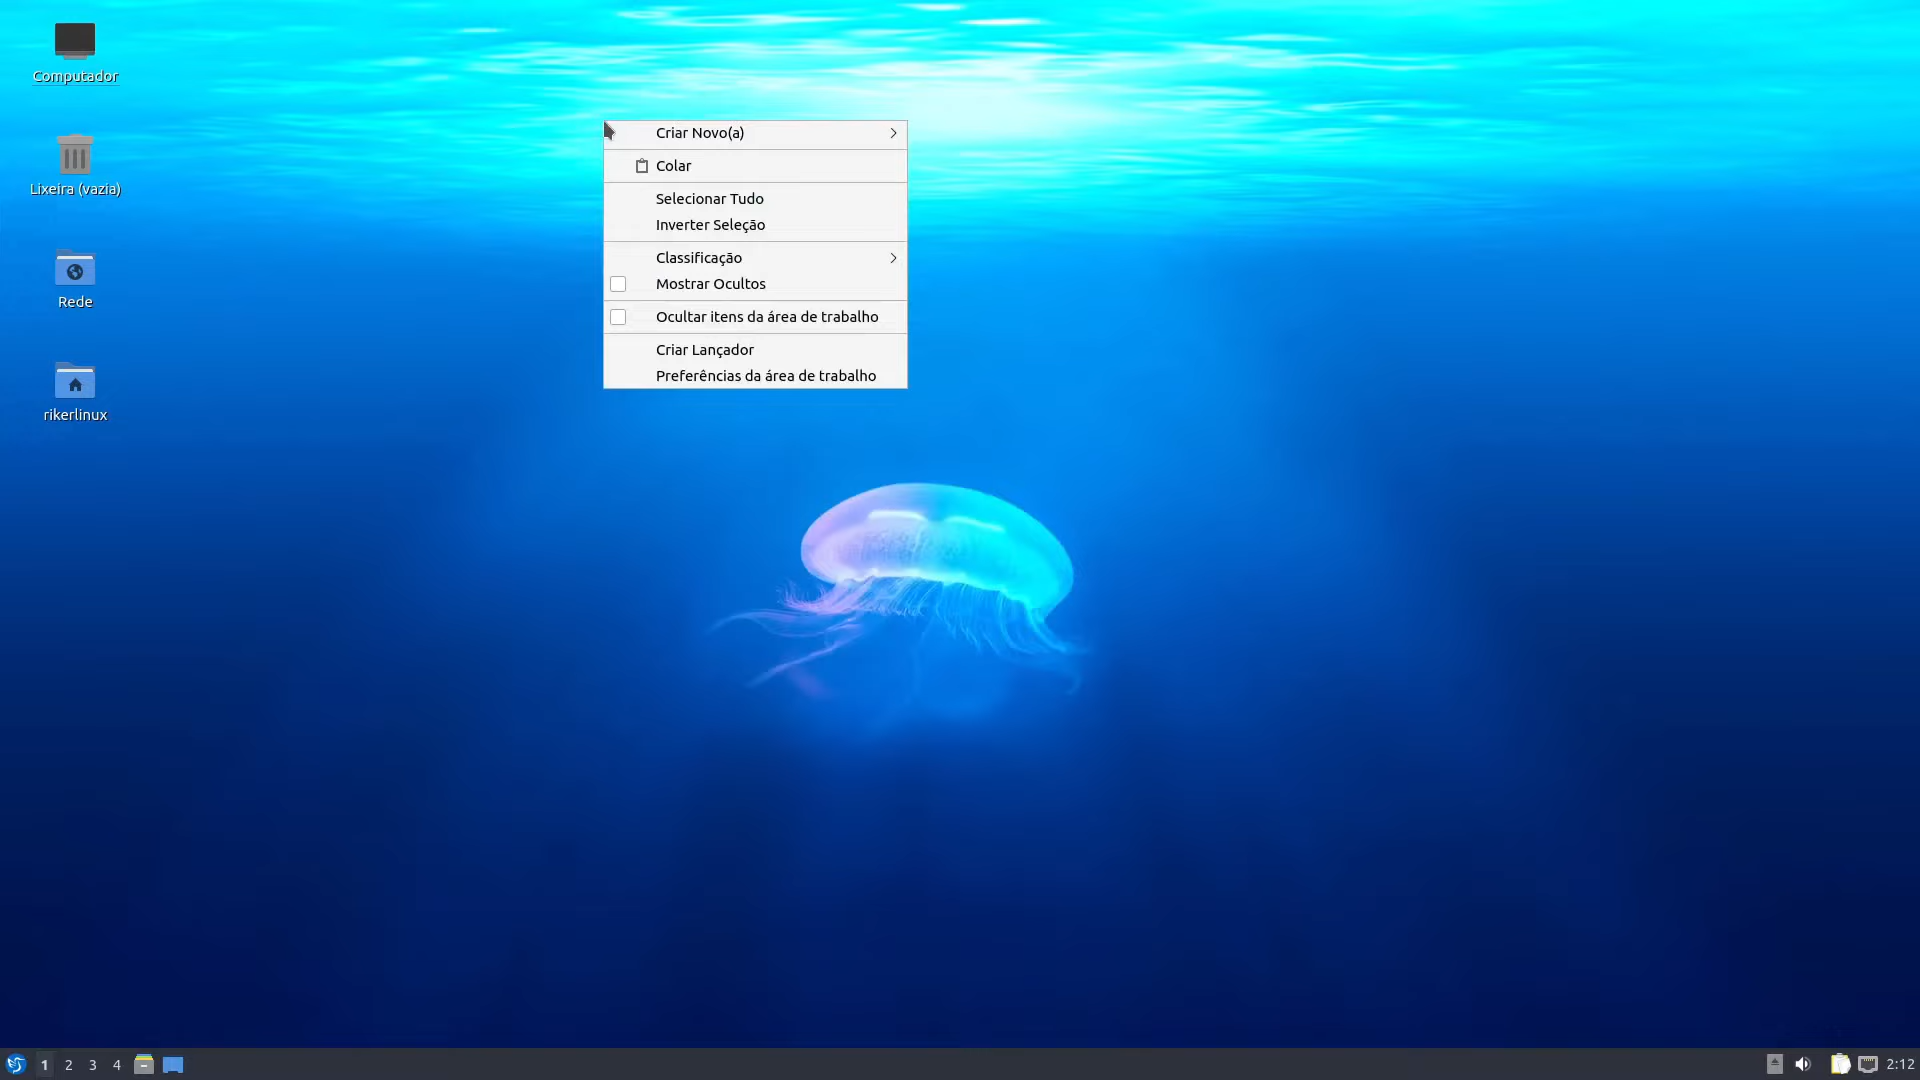 Computador
Lixeira (vazia)
Rede
rikerlinux
Criar Novo(a)
Colar
Selecionar Tudo
Inverter Seleção
Classificação
Mostrar Ocultos
Ocultar itens da área de trabalho
Criar Lançador
Preferências da área de trabalho
1 2 3 4
2:12